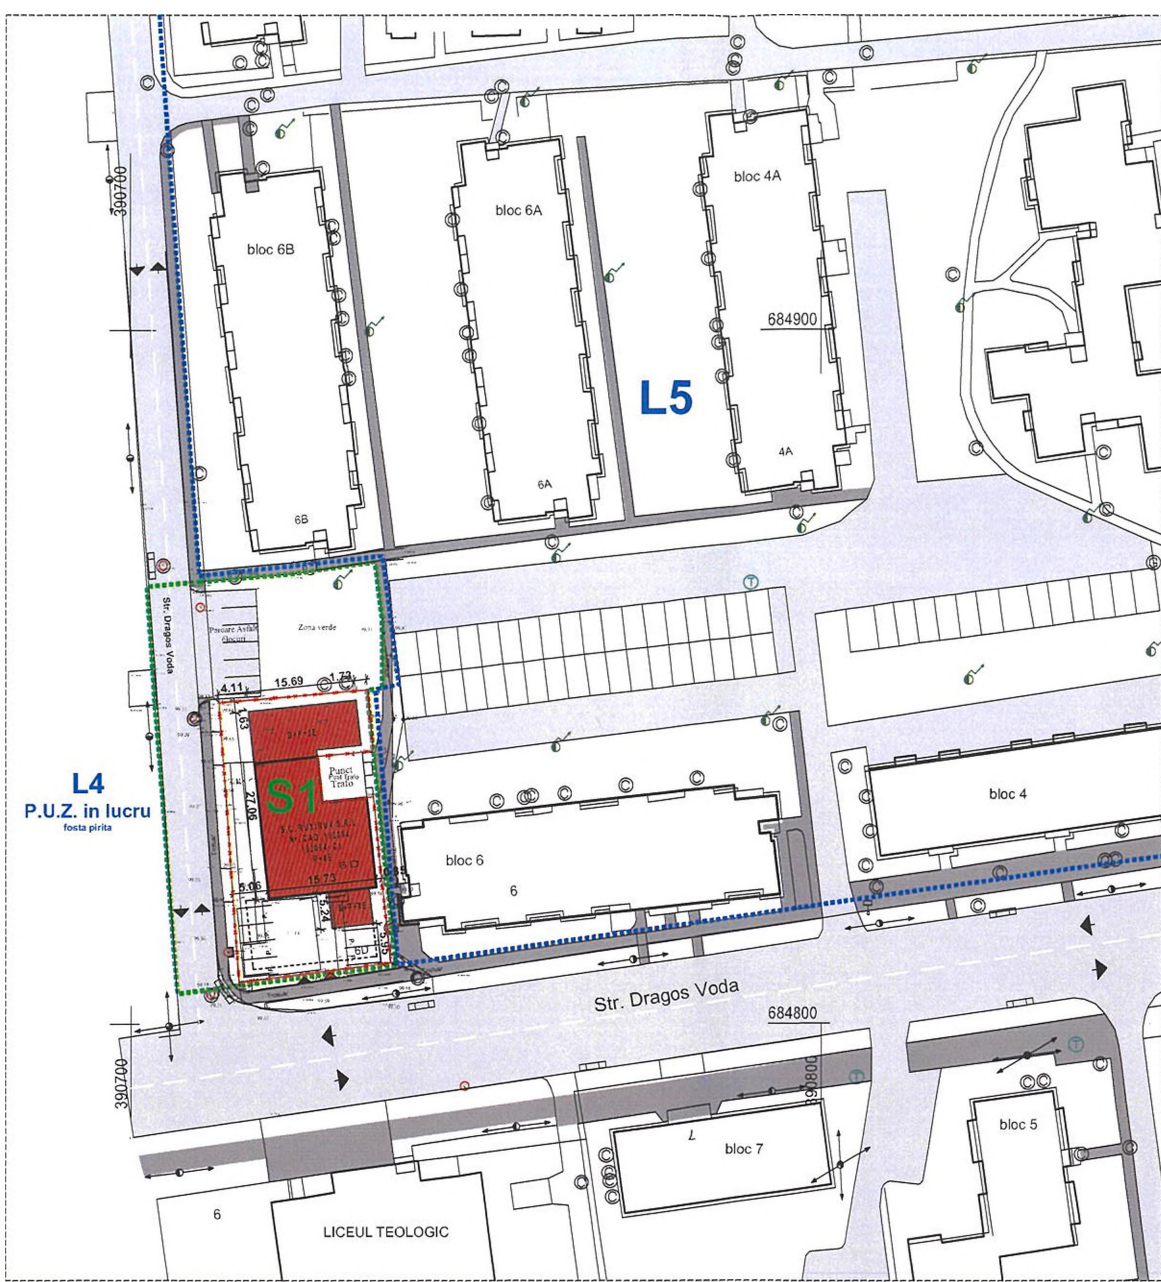 390700
bloc 6B
bloc 6A
bloc 4A
684900
L5
6B
6A
4A
Str. Dragos Voda
Zona verde
4.11
15.69
1.72
1.63
27.06
Punct
Trafo
S1
L4
P.U.Z. in lucru
fosta pirita
bloc 6
6
bloc 4
5.06
15.73
5.24
5.95
Str. Dragos Voda
684800
390700
390800
bloc 7
7
bloc 5
6
LICEUL TEOLOGIC